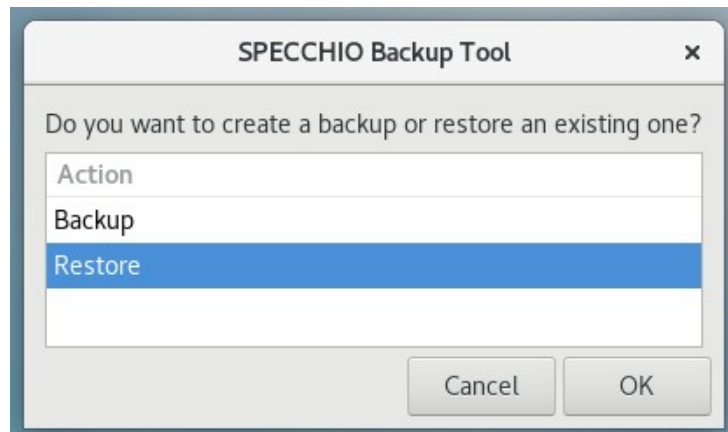 SPECCHIO Backup Tool ×
Do you want to create a backup or restore an existing one?
Action
Backup
Restore
Cancel OK